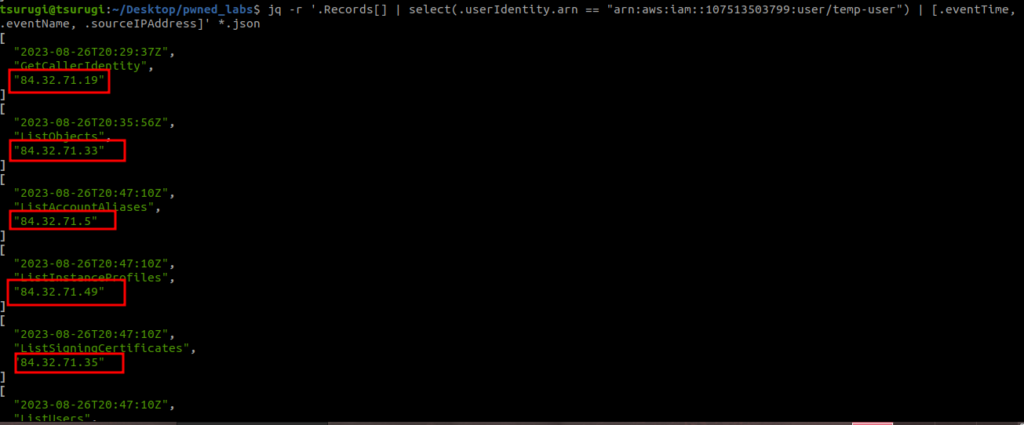 tsurugi@tsurugi:~/Desktop/pwned_labs$ jq -r '.Records[] | select(.userIdentity.arn == "arn:aws:iam::107513503799:user/temp-user") | [.eventTime,
.eventName, .sourceIPAddress]' *.json
[
"2023-08-26T20:29:37Z",
"GetCallerIdentity",
"84.32.71.19"
]
[
"2023-08-26T20:35:56Z",
"ListObjects",
"84.32.71.33"
]
[
"2023-08-26T20:47:10Z",
"ListAccountAliases",
"84.32.71.5"
]
[
"2023-08-26T20:47:10Z",
"ListInstanceProfiles",
"84.32.71.49"
]
[
"2023-08-26T20:47:10Z",
"ListSigningCertificates",
"84.32.71.35"
]
[
"2023-08-26T20:47:10Z",
"ListUsers",